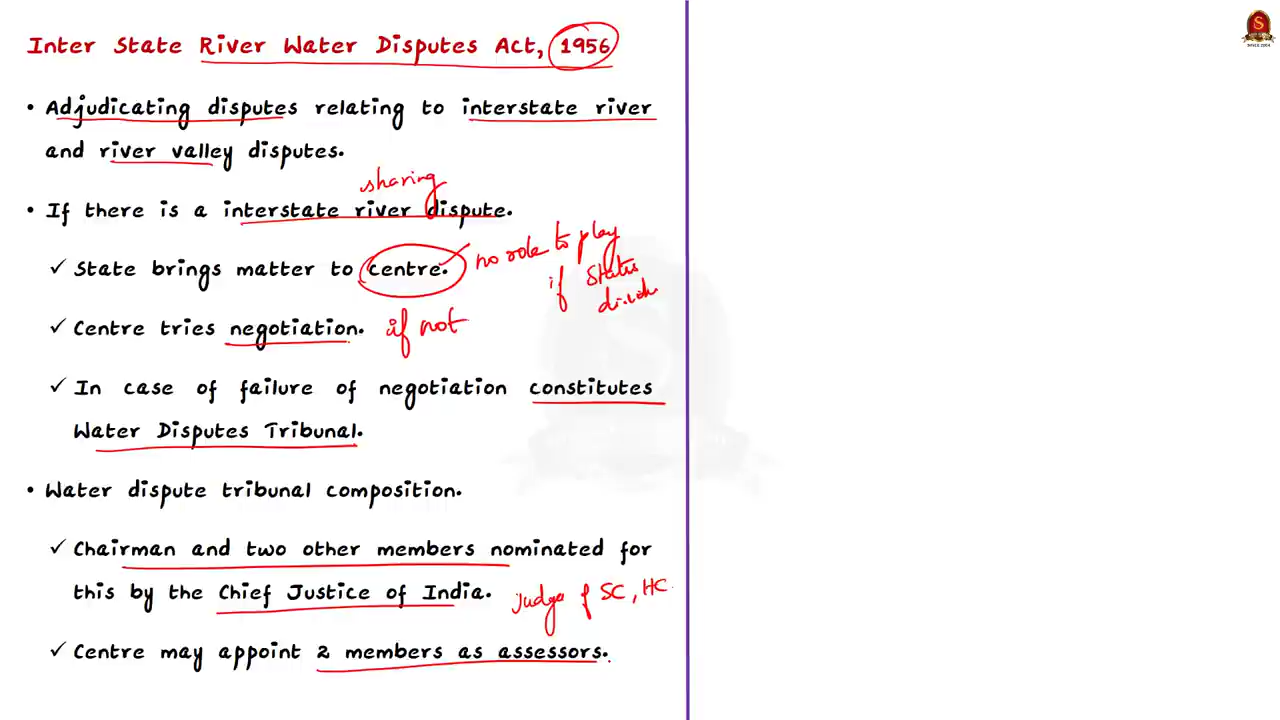 Inter State River Water Disputes Act, 1956
• Adjudicating disputes relating to interstate river
and river valley disputes.
sharing
• If there is a interstate river dispute.
no role to play
✓ State brings matter to centre.
if States
✓ Centre tries negotiation. if not
✓ In case of failure of negotiation constitutes
Water Disputes Tribunal.
• Water dispute tribunal composition.
✓ Chairman and two other members nominated for
this by the Chief Justice of India. Judge of SC, HC.
✓ Centre may appoint 2 members as assessors.